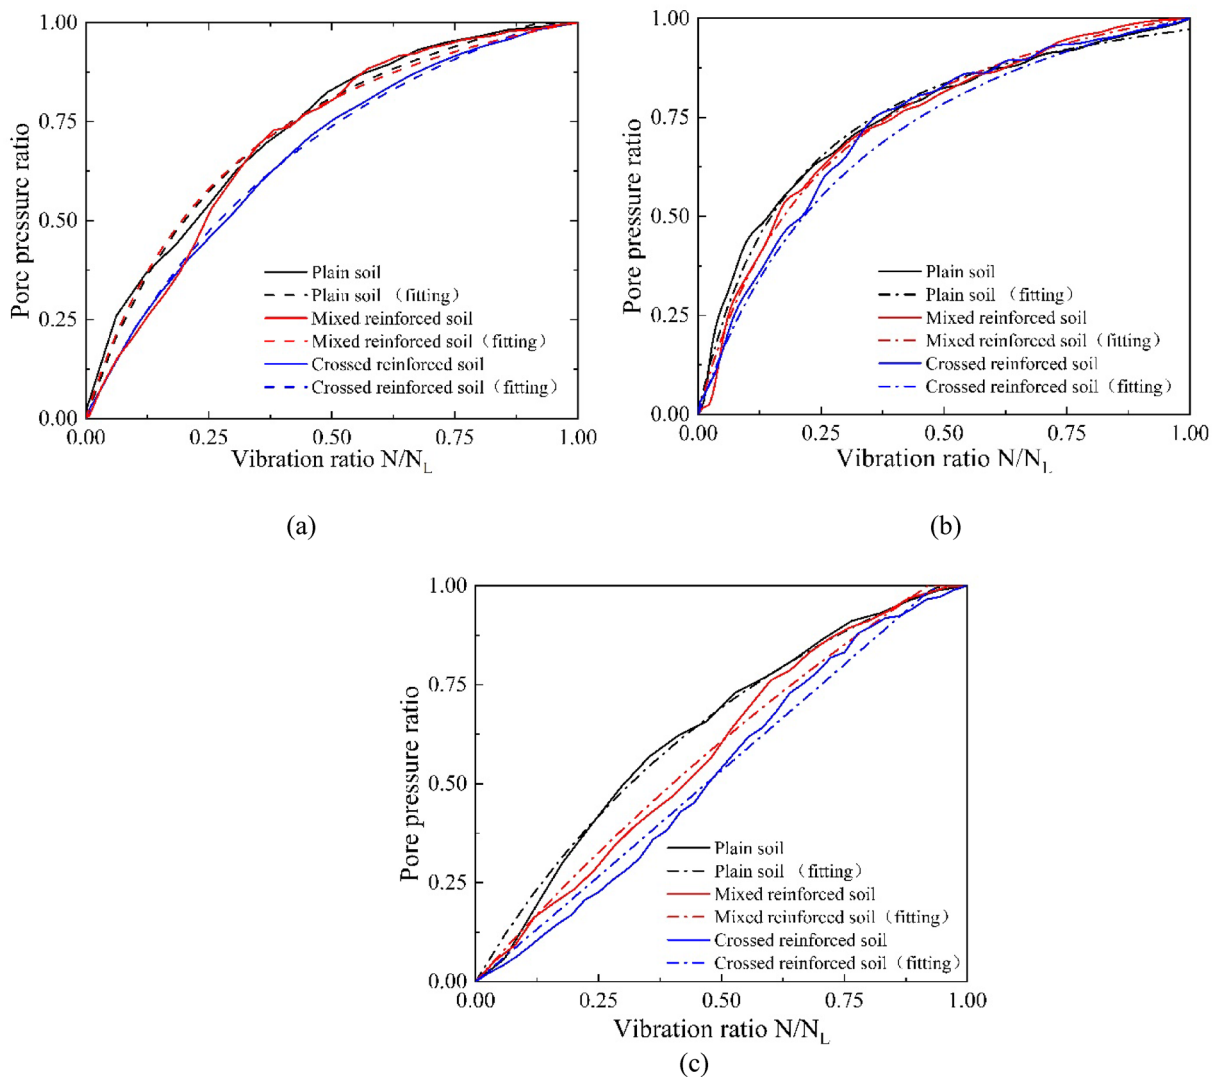 1.00
0.75
0.50
0.25
0.00
Porc prcssurc ratio
Plain soil
Plain soil （fitting）
Mixed reinforced soil
Mixed reinforced soil（fitting）
Crossed reinforced soil
Crossed reinforced soil（fitting）
0.00 0.25 0.50 0.75 1.00
Vibration ratio N/N_L
(a)
1.00
0.75
0.50
0.25
0.00
Pore pressure ratio
Plain soil
Plain soil （fitting）
Mixed reinforced soil
Mixed reinforced soil （fitting）
Crossed reinforced soil
Crossed reinforced soil（fitting）
0.00 0.25 0.50 0.75 1.00
Vibration ratio N/N_L
(b)
1.00
0.75
0.50
0.25
0.00
Pore pressure ratio
Plain soil
Plain soil （fitting）
Mixed reinforced soil
Mixed reinforced soil（fitting）
Crossed reinforced soil
Crossed reinforced soil（fitting）
0.00 0.25 0.50 0.75 1.00
Vibration ratio N/N_L
(c)